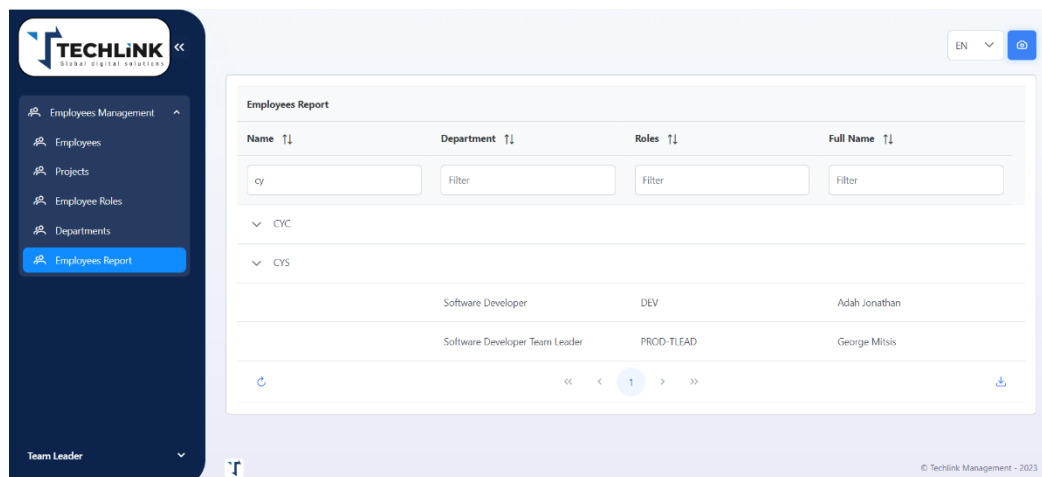 TECHLiNK
Global digital solutions
EN
Employees Management
Employees
Projects
Employee Roles
Departments
Employees Report
Team Leader
Employees Report
Name Department Roles Full Name
cy Filter Filter Filter
CYC
CYS
Software Developer DEV Adah Jonathan
Software Developer Team Leader PROD-TLEAD George Mitsis
1
© Techlink Management - 2023